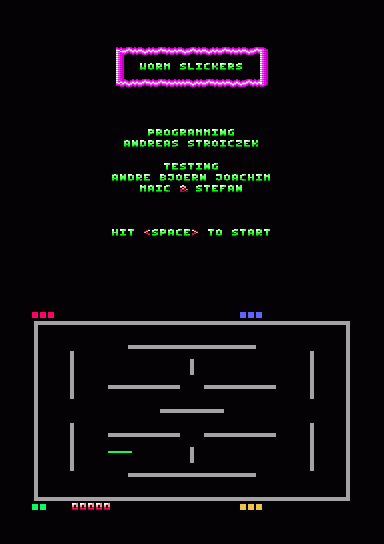 WORM SLICKERS
PROGRAMMING
ANDREAS STROICZEK
TESTING
ANDRE BJOERN JOACHIM
MAIC & STEFAN
HIT <SPACE> TO START